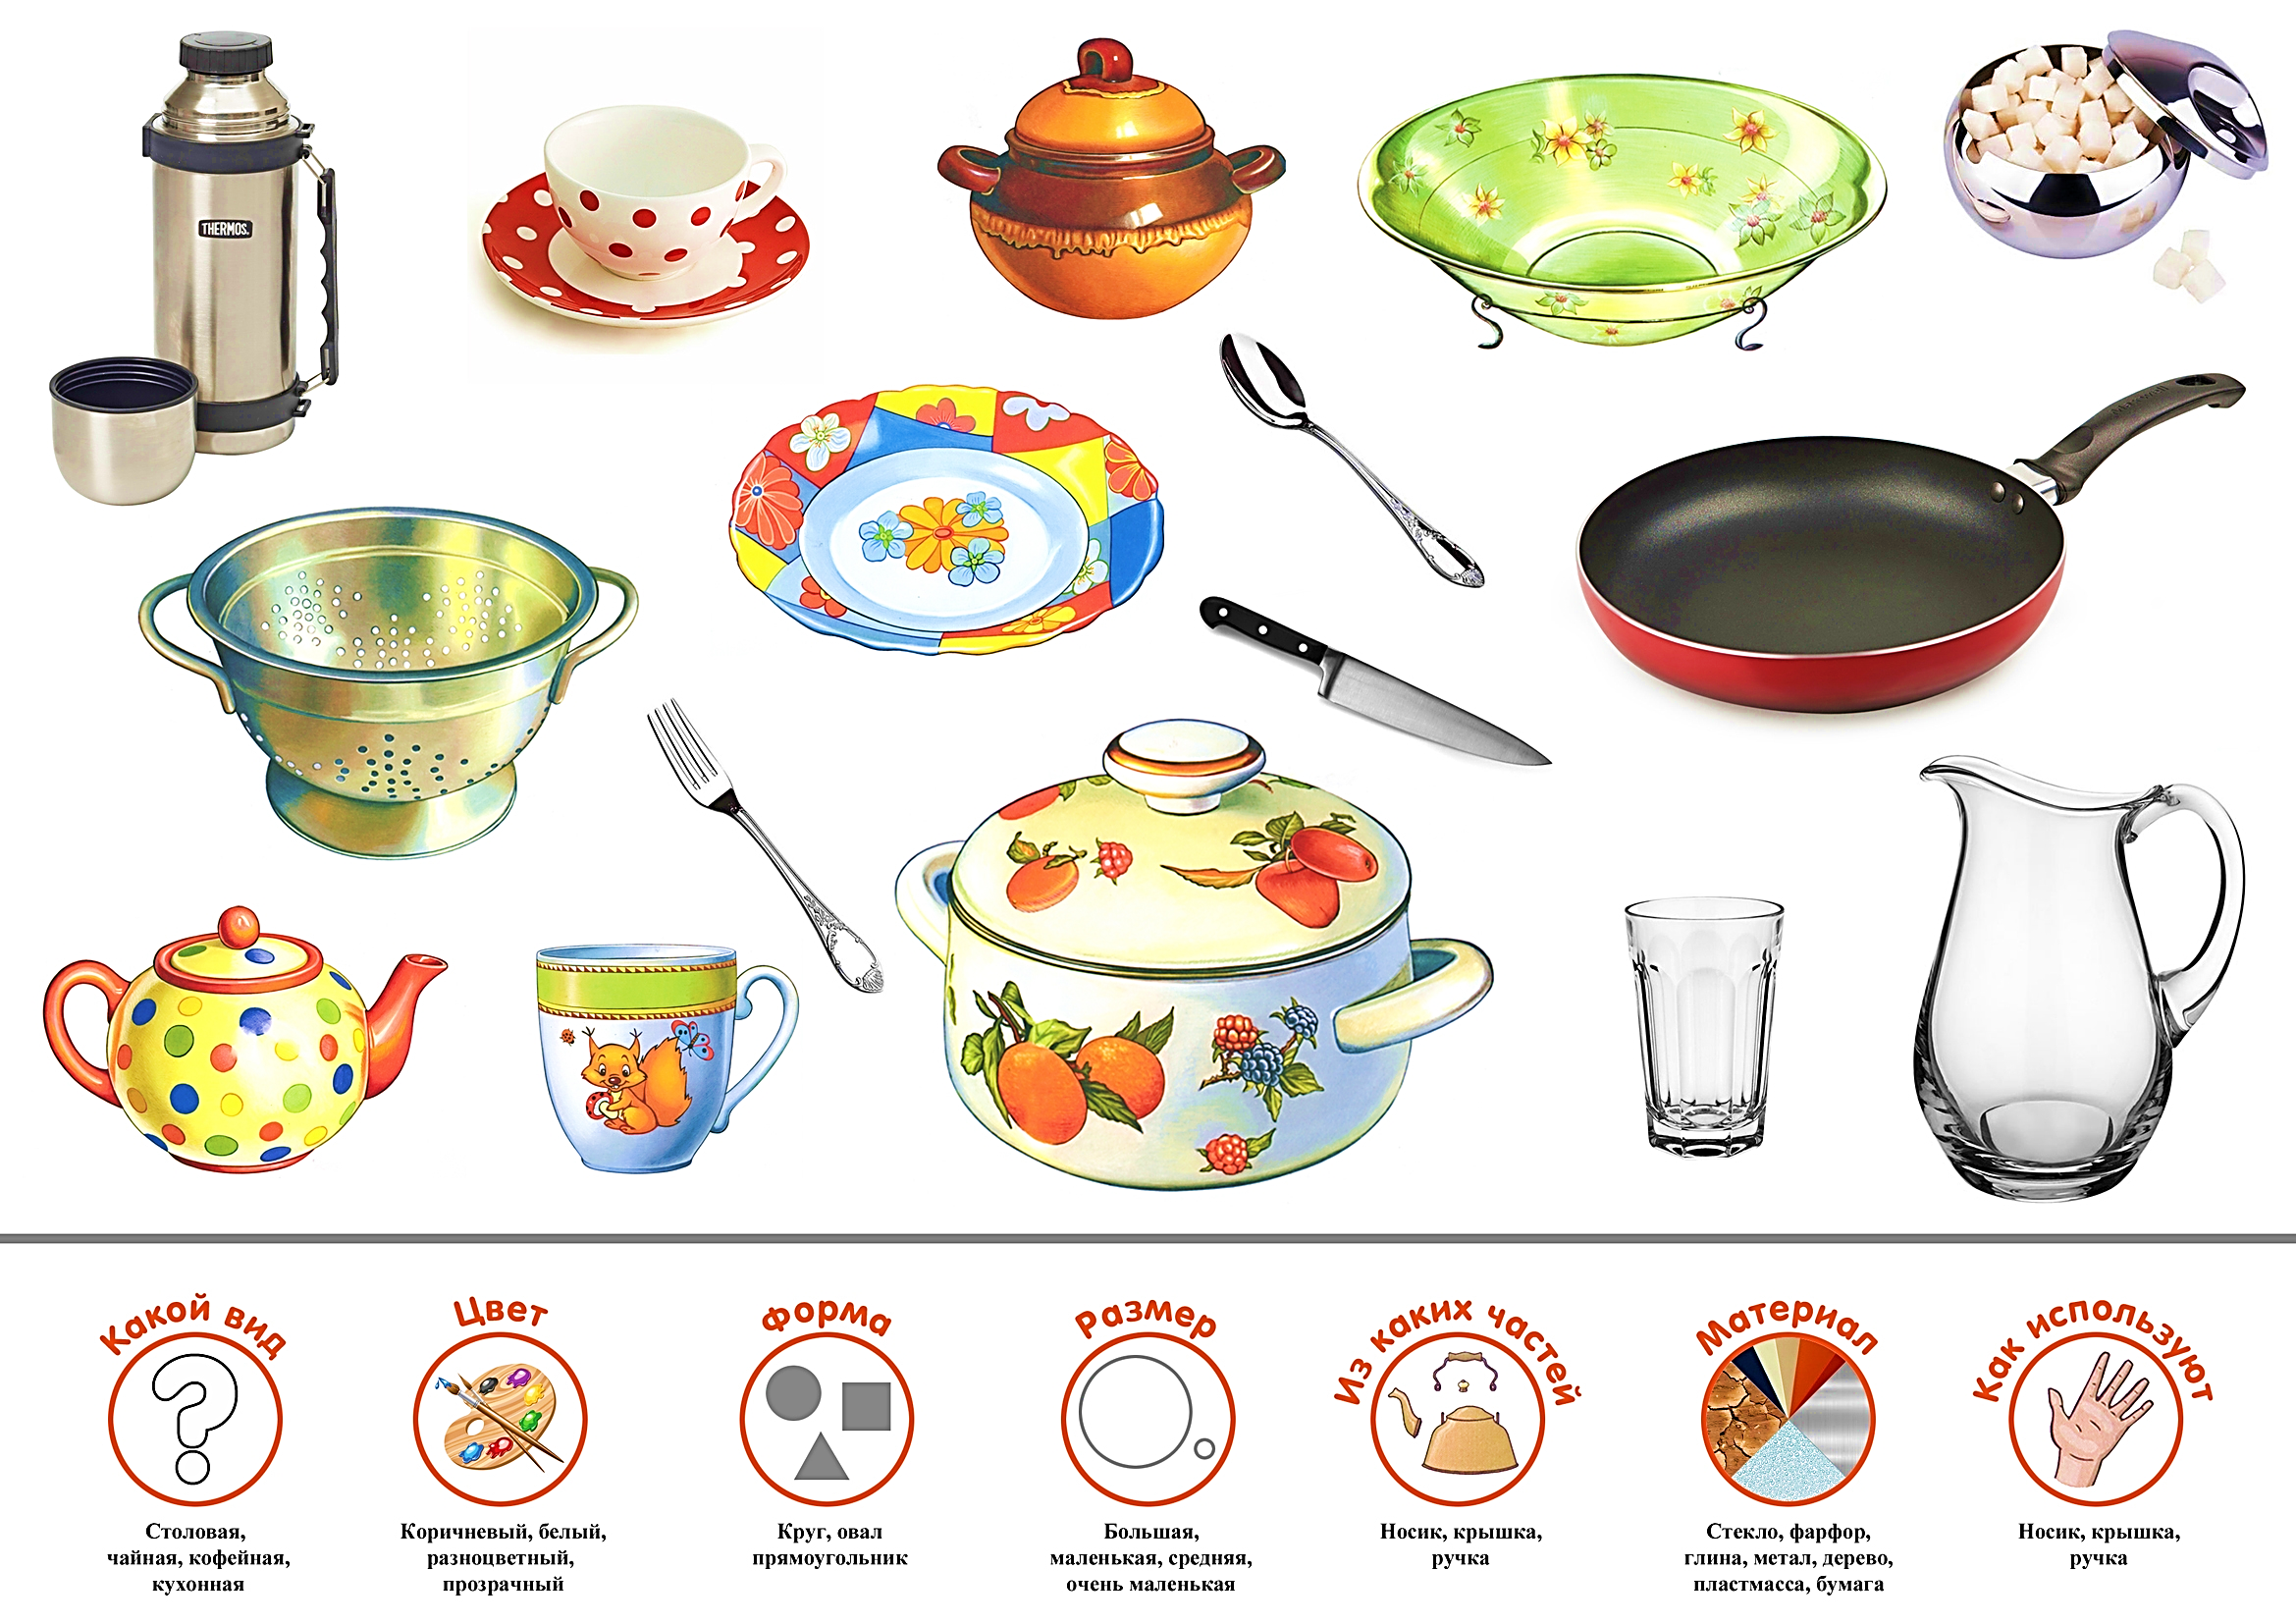 THERMOS.
Какой вид
Цвет
Форма
Размер
Из каких частей
Материал
Как используют
Столовая,
чайная, кофейная,
кухонная
Коричневый, белый,
разноцветный,
прозрачный
Круг, овал
прямоугольник
Большая,
маленькая, средняя,
очень маленькая
Носик, крышка,
ручка
Стекло, фарфор,
глина, метал, дерево,
пластмасса, бумага
Носик, крышка,
ручка